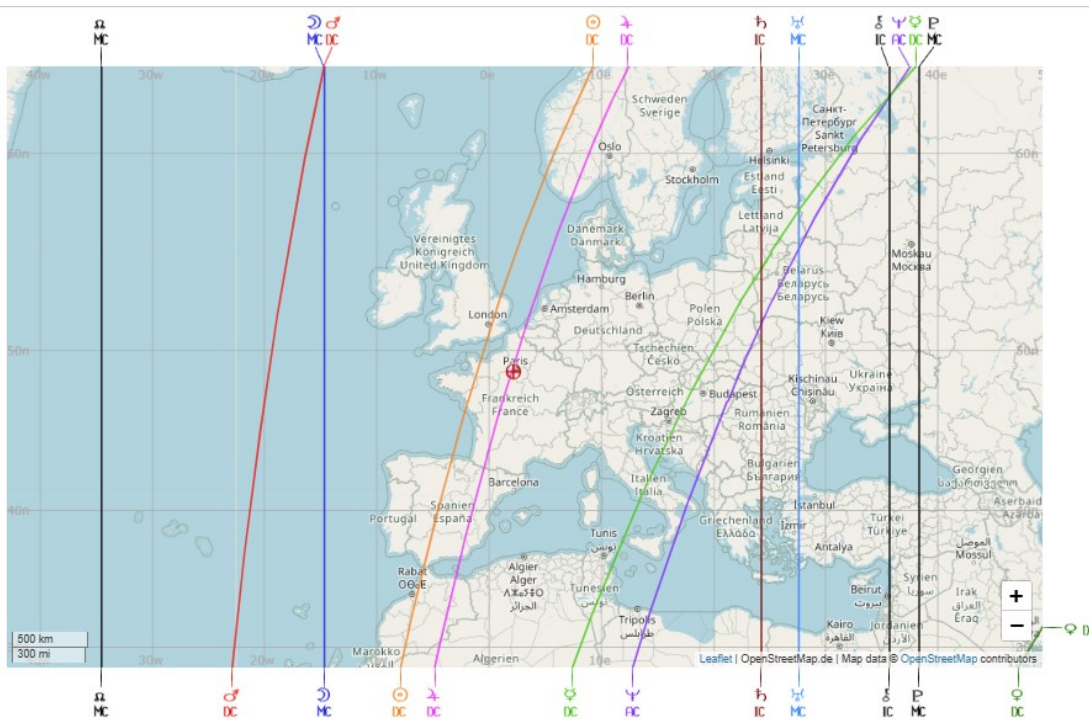 ☊ ☽ ♂ ☉ ♃ ♄ ♅ ⚷ ♆ ☿ ♇
MC MC DC DC DC IC MC IC AC DC MC
40w 30w 20w 10w 0e 10e 20e 30e 40e
Schweden
Sverige
Санкт-
Петербург
Sankt
Petersburg
60n
Oslo
Helsinki
60n
Stockholm
Estland
Eesti
Lettland
Latvija
Vereinigtes
Königreich
United Kingdom
Dänemark
Danmark
Moskau
Москва
Hamburg
Belarus
Беларусь
Беларусь
London
Amsterdam
Berlin
Polen
Polska
Deutschland
Kiew
Київ
50n
Paris
Tschechien
Česko
50n
Frankreich
France
Österreich
Budapest
Kischinau
Chișinău
Ukraine
Україна
Zagreb
Kroatien
Hrvatska
Rumänien
România
Barcelona
Italien
Italia
Bulgarien
България
Georgien
საქართველო
Portugal
Spanien
España
40n
Istanbul
Griechenland
Ελλάδα
İzmir
Türkei
Türkiye
Aserbaid
Azərba
Tunis
تونس
Antalya
الموصل
Mossul
Rabat
ⵔⴱⴰⵟ
Algier
Alger
الجزائر
Tunesien
تونس
Syrien
سوريا
Beirut
بيروت
Irak
العراق
Tripolis
طرابلس
Kairo
القاهرة
Jordanien
الأردن
+
−
♀ D
500 km
300 mi
30w 20w 10e
Marokko
Algerien
Leaflet | OpenStreetMap.de | Map data © OpenStreetMap contributors
☊ ♂ ☽ ☉ ♃ ☿ ♆ ♄ ♅ ⚷ ♇ ♀
MC DC MC DC DC DC AC IC MC IC MC DC